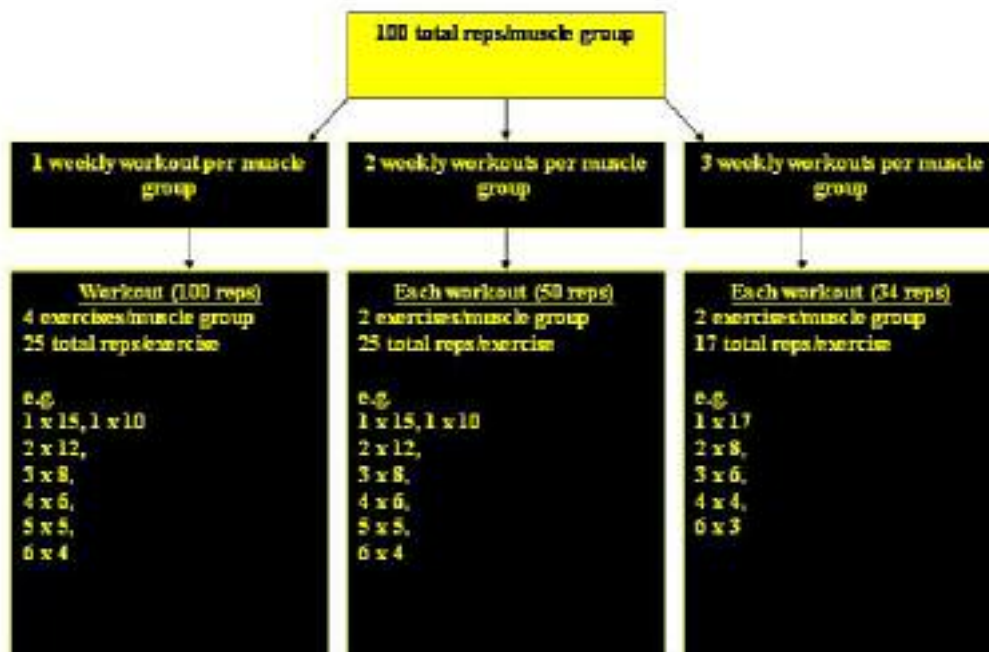 100 total reps/muscle group
1 weekly workout per muscle
group
2 weekly workouts per muscle
group
3 weekly workouts per muscle
group
Workout (100 reps)
4 exercises/muscle group
25 total reps/exercise
e.g.
1 x 15, 1 x 10
2 x 12,
3 x 8,
4 x 6,
5 x 5,
6 x 4
Each workout (50 reps)
2 exercises/muscle group
25 total reps/exercise
e.g.
1 x 15, 1 x 10
2 x 12,
3 x 8,
4 x 6,
5 x 5,
6 x 4
Each workout (34 reps)
2 exercises/muscle group
17 total reps/exercise
e.g.
1 x 17
2 x 8,
3 x 6,
4 x 4,
6 x 3